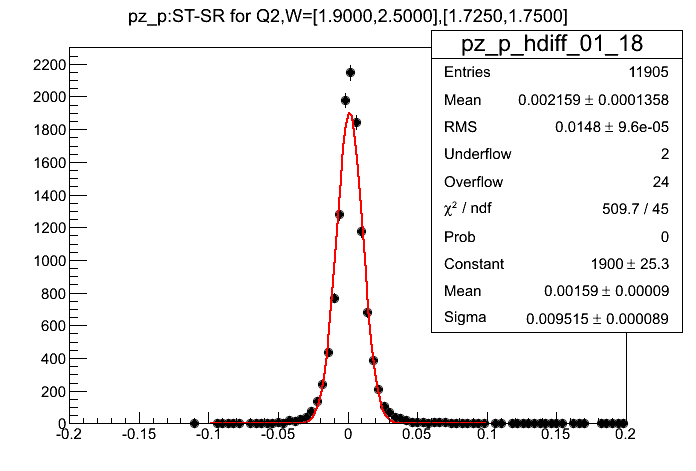 pz_p:ST-SR for Q2,W=[1.9000,2.5000],[1.7250,1.7500]
pz_p_hdiff_01_18
Entries 11905
Mean 0.002159 ± 0.0001358
RMS 0.0148 ± 9.6e-05
Underflow 2
Overflow 24
χ² / ndf 509.7 / 45
Prob 0
Constant 1900 ± 25.3
Mean 0.00159 ± 0.00009
Sigma 0.009515 ± 0.000089
2200
2000
1800
1600
1400
1200
1000
800
600
400
200
0
-0.2 -0.15 -0.1 -0.05 0 0.05 0.1 0.15 0.2